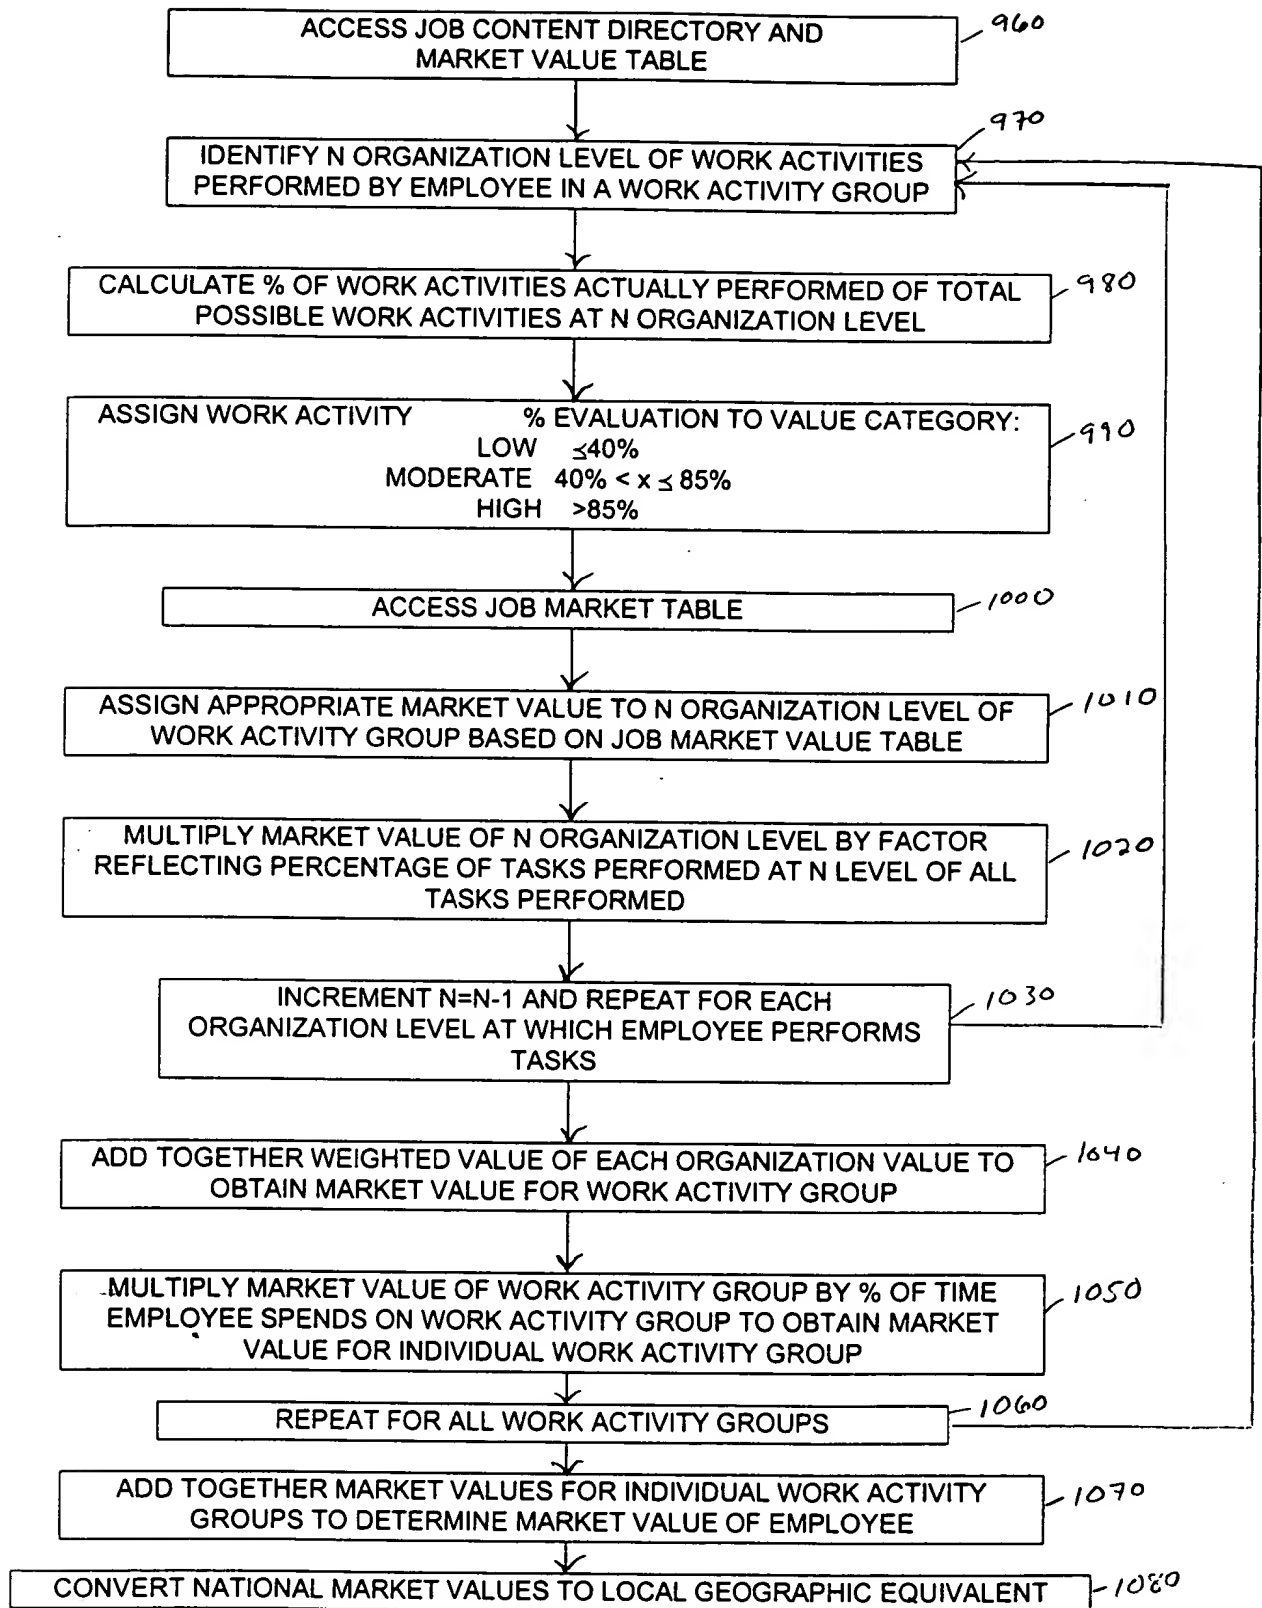 ACCESS JOB CONTENT DIRECTORY AND
MARKET VALUE TABLE
960
970
IDENTIFY N ORGANIZATION LEVEL OF WORK ACTIVITIES
PERFORMED BY EMPLOYEE IN A WORK ACTIVITY GROUP
CALCULATE % OF WORK ACTIVITIES ACTUALLY PERFORMED OF TOTAL
POSSIBLE WORK ACTIVITIES AT N ORGANIZATION LEVEL
980
ASSIGN WORK ACTIVITY % EVALUATION TO VALUE CATEGORY:
LOW ≤40%
MODERATE 40% < x ≤ 85%
HIGH >85%
990
ACCESS JOB MARKET TABLE
1000
ASSIGN APPROPRIATE MARKET VALUE TO N ORGANIZATION LEVEL OF
WORK ACTIVITY GROUP BASED ON JOB MARKET VALUE TABLE
1010
MULTIPLY MARKET VALUE OF N ORGANIZATION LEVEL BY FACTOR
REFLECTING PERCENTAGE OF TASKS PERFORMED AT N LEVEL OF ALL
TASKS PERFORMED
1020
INCREMENT N=N-1 AND REPEAT FOR EACH
ORGANIZATION LEVEL AT WHICH EMPLOYEE PERFORMS
TASKS
1030
ADD TOGETHER WEIGHTED VALUE OF EACH ORGANIZATION VALUE TO
OBTAIN MARKET VALUE FOR WORK ACTIVITY GROUP
1040
MULTIPLY MARKET VALUE OF WORK ACTIVITY GROUP BY % OF TIME
EMPLOYEE SPENDS ON WORK ACTIVITY GROUP TO OBTAIN MARKET
VALUE FOR INDIVIDUAL WORK ACTIVITY GROUP
1050
REPEAT FOR ALL WORK ACTIVITY GROUPS
1060
ADD TOGETHER MARKET VALUES FOR INDIVIDUAL WORK ACTIVITY
GROUPS TO DETERMINE MARKET VALUE OF EMPLOYEE
1070
CONVERT NATIONAL MARKET VALUES TO LOCAL GEOGRAPHIC EQUIVALENT
1080